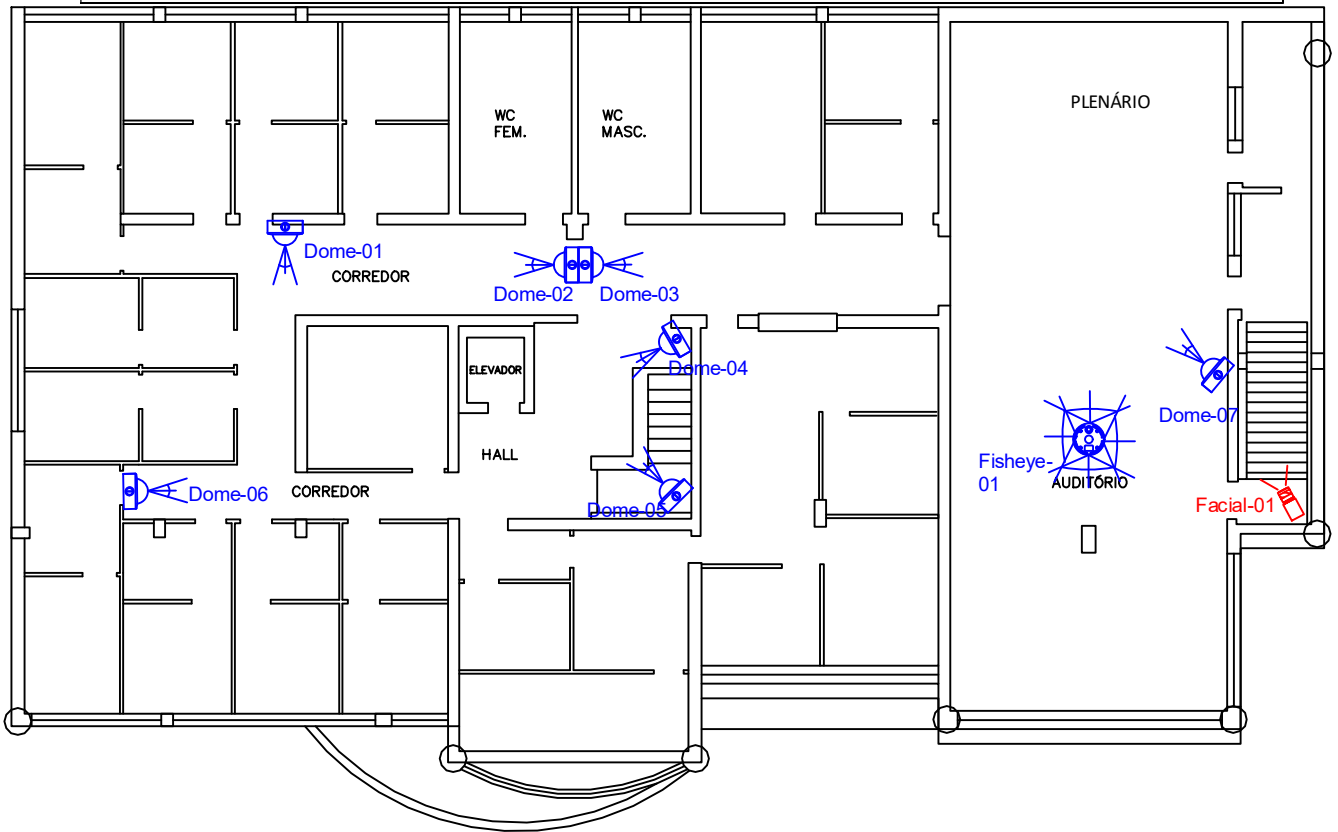 PLENÁRIO
WC
FEM.
WC
MASC.
Dome-01
CORREDOR
Dome-02
Dome-03
Dome-04
ELEVADOR
Dome-07
HALL
Fisheye-
01
AUDITÓRIO
Dome-06
CORREDOR
Dome-05
Facial-01